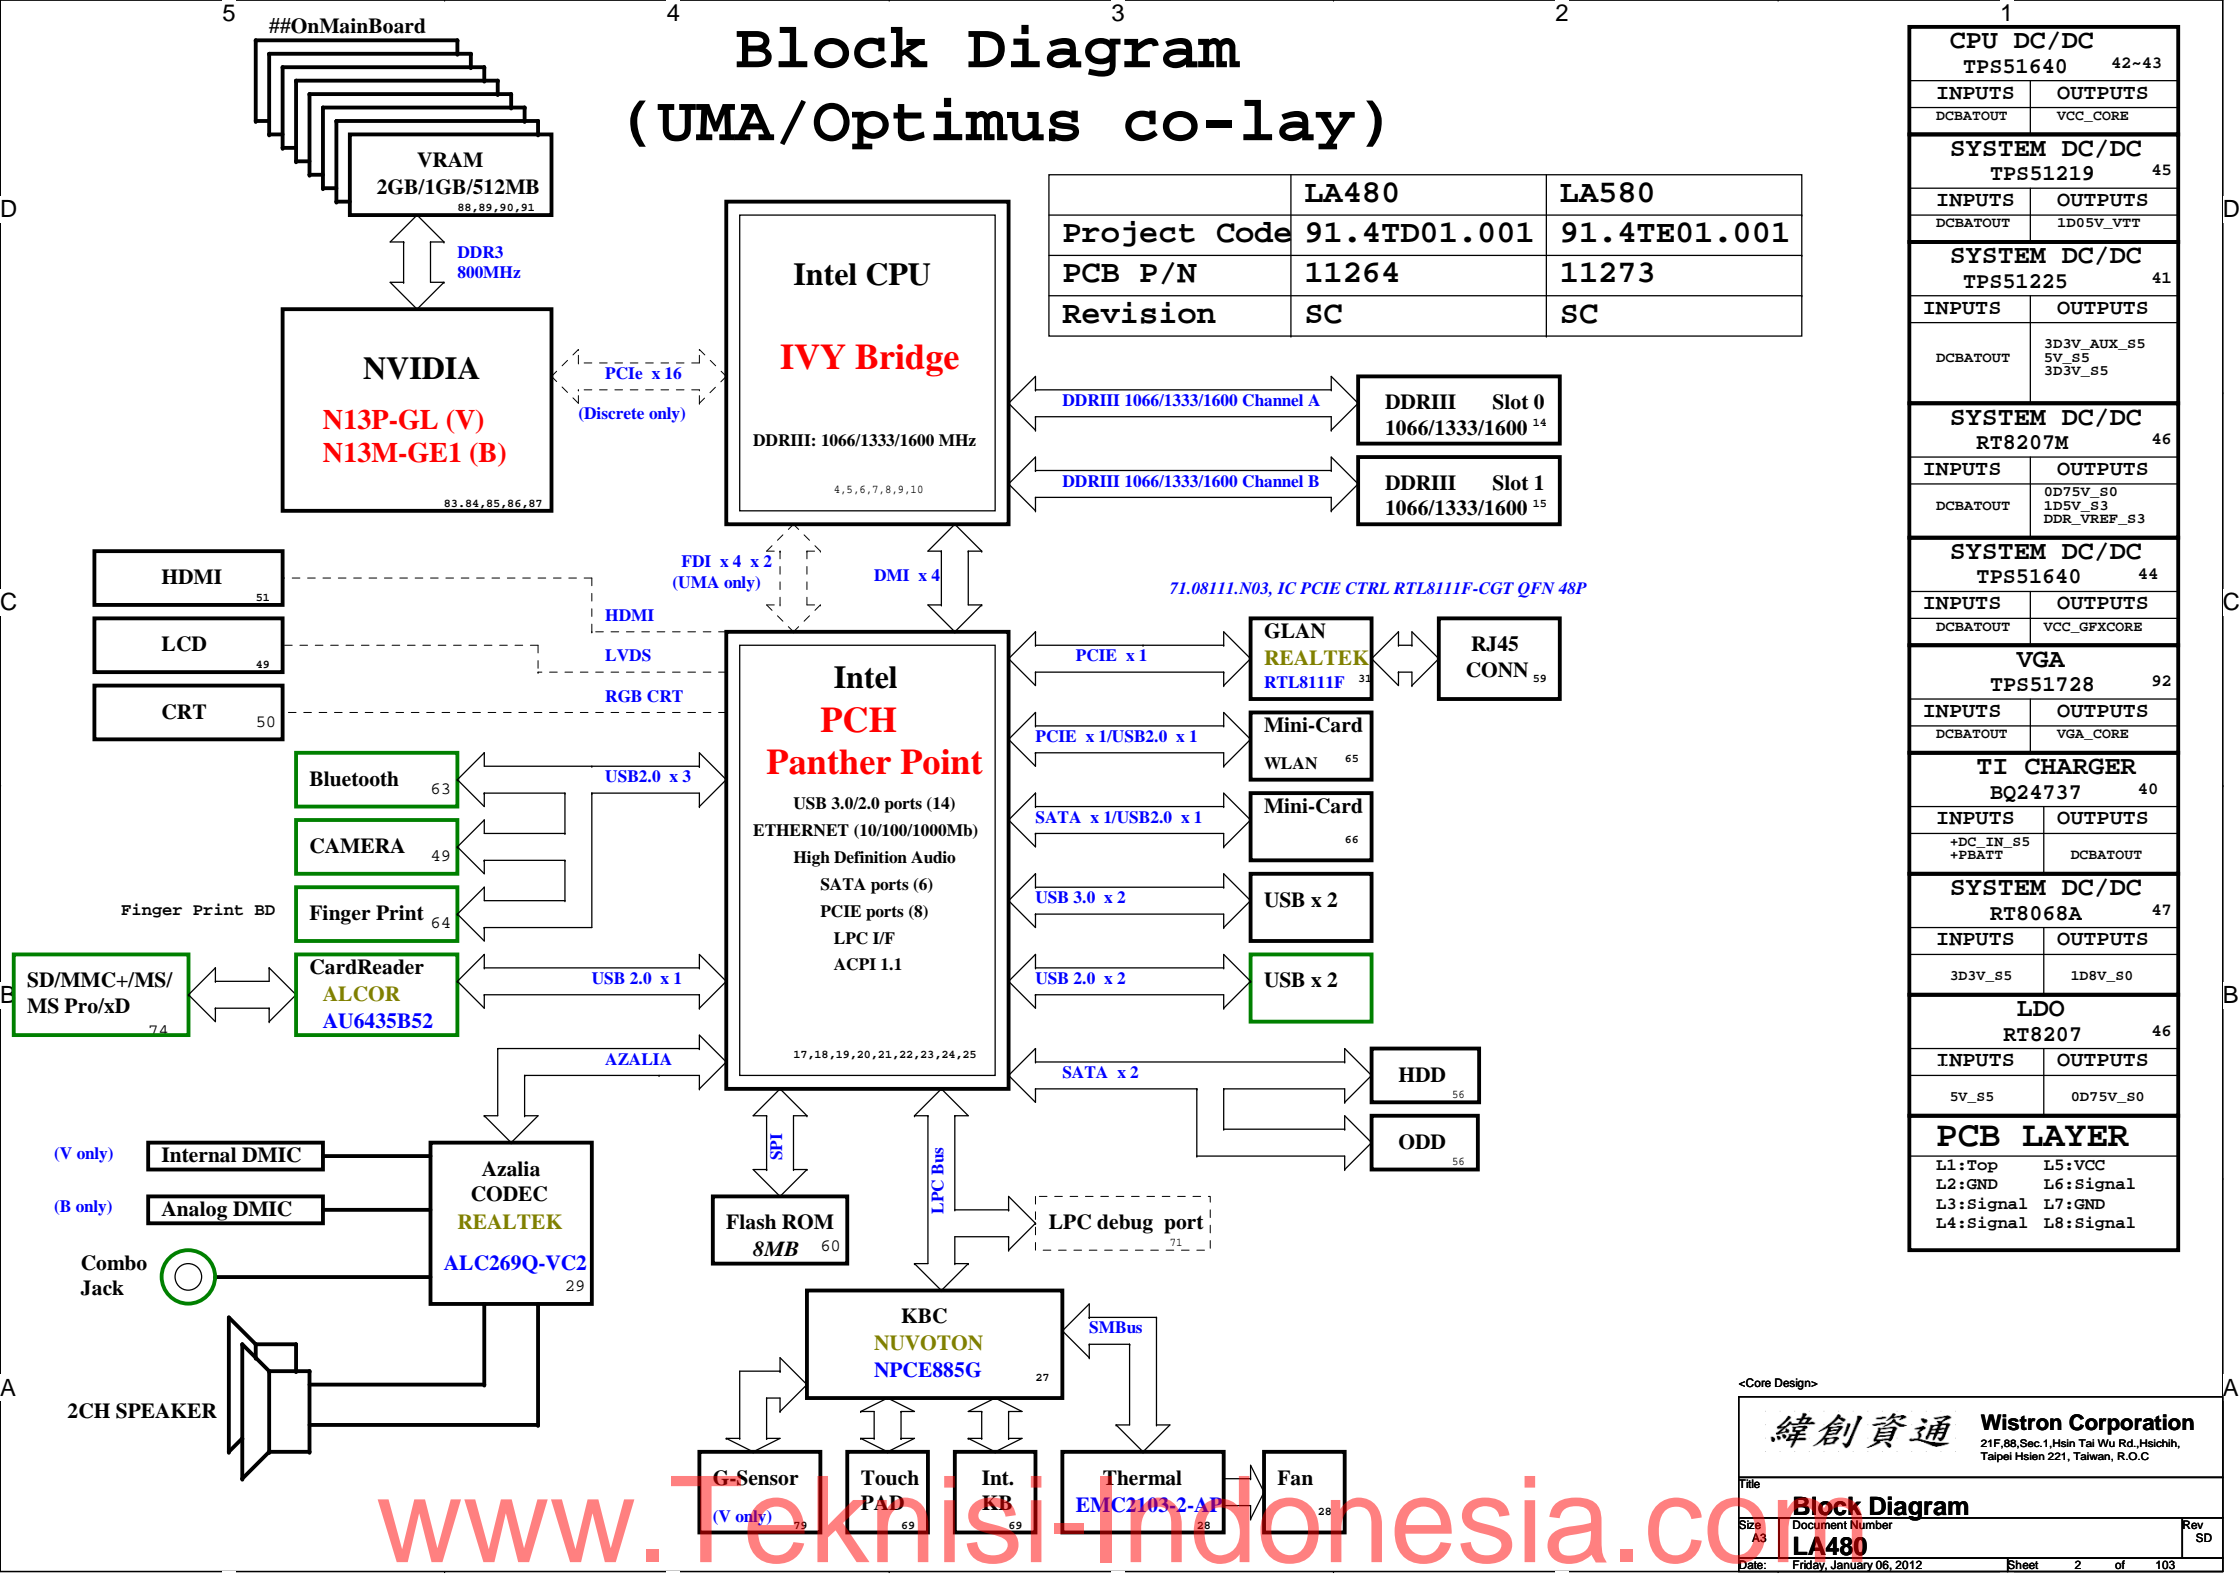 5
4
3
2
1
##OnMainBoard
Block Diagram
(UMA/Optimus co-lay)
VRAM
2GB/1GB/512MB
88,89,90,91
DDR3
800MHz
NVIDIA
N13P-GL (V)
N13M-GE1 (B)
83.84,85,86,87
PCIe x 16
(Discrete only)
Intel CPU
IVY Bridge
DDRIII: 1066/1333/1600 MHz
4,5,6,7,8,9,10
LA480 LA580
Project Code 91.4TD01.001 91.4TE01.001
PCB P/N 11264 11273
Revision SC SC
DDRIII 1066/1333/1600 Channel A
DDRIII Slot 0
1066/1333/1600 14
DDRIII 1066/1333/1600 Channel B
DDRIII Slot 1
1066/1333/1600 15
FDI x 4 x 2
(UMA only)
DMI x 4
HDMI
51
LCD
49
CRT
50
HDMI
LVDS
RGB CRT
Bluetooth
63
CAMERA
49
Finger Print BD
Finger Print
64
USB2.0 x 3
SD/MMC+/MS/
MS Pro/xD
74
CardReader
ALCOR
AU6435B52
USB 2.0 x 1
AZALIA
Intel
PCH
Panther Point
USB 3.0/2.0 ports (14)
ETHERNET (10/100/1000Mb)
High Definition Audio
SATA ports (6)
PCIE ports (8)
LPC I/F
ACPI 1.1
17,18,19,20,21,22,23,24,25
71.08111.N03, IC PCIE CTRL RTL8111F-CGT QFN 48P
PCIE x 1
GLAN
REALTEK
RTL8111F 31
RJ45
CONN 59
PCIE x 1/USB2.0 x 1
Mini-Card
WLAN 65
SATA x 1/USB2.0 x 1
Mini-Card
66
USB 3.0 x 2
USB x 2
USB 2.0 x 2
USB x 2
SATA x 2
HDD
56
ODD
56
(V only)
Internal DMIC
(B only)
Analog DMIC
Combo
Jack
2CH SPEAKER
Azalia
CODEC
REALTEK
ALC269Q-VC2
29
SPI
Flash ROM
8MB 60
LPC Bus
LPC debug port
71
KBC
NUVOTON
NPCE885G
27
SMBus
G-Sensor
(V only) 79
Touch
PAD
69
Int.
KB
69
Thermal
EMC2103-2-AP
28
Fan
28
CPU DC/DC
TPS51640 42~43
INPUTS OUTPUTS
DCBATOUT VCC_CORE
SYSTEM DC/DC
TPS51219 45
INPUTS OUTPUTS
DCBATOUT 1D05V_VTT
SYSTEM DC/DC
TPS51225 41
INPUTS OUTPUTS
DCBATOUT
3D3V_AUX_S5
5V_S5
3D3V_S5
SYSTEM DC/DC
RT8207M 46
INPUTS OUTPUTS
DCBATOUT
0D75V_S0
1D5V_S3
DDR_VREF_S3
SYSTEM DC/DC
TPS51640 44
INPUTS OUTPUTS
DCBATOUT VCC_GFXCORE
VGA
TPS51728 92
INPUTS OUTPUTS
DCBATOUT VGA_CORE
TI CHARGER
BQ24737 40
INPUTS OUTPUTS
+DC_IN_S5
+PBATT
DCBATOUT
SYSTEM DC/DC
RT8068A 47
INPUTS OUTPUTS
3D3V_S5 1D8V_S0
LDO
RT8207 46
INPUTS OUTPUTS
5V_S5 0D75V_S0
PCB LAYER
L1:Top L5:VCC
L2:GND L6:Signal
L3:Signal L7:GND
L4:Signal L8:Signal
D
D
C
C
B
B
A
A
<Core Design>
緯創資通
Wistron Corporation
21F,88,Sec.1,Hsin Tai Wu Rd.,Hsichih,
Taipei Hsien 221, Taiwan, R.O.C
Title
Block Diagram
Size Document Number Rev
A3 LA480 SD
Date: Friday, January 06, 2012 Sheet 2 of 103
www.Teknisi-Indonesia.com